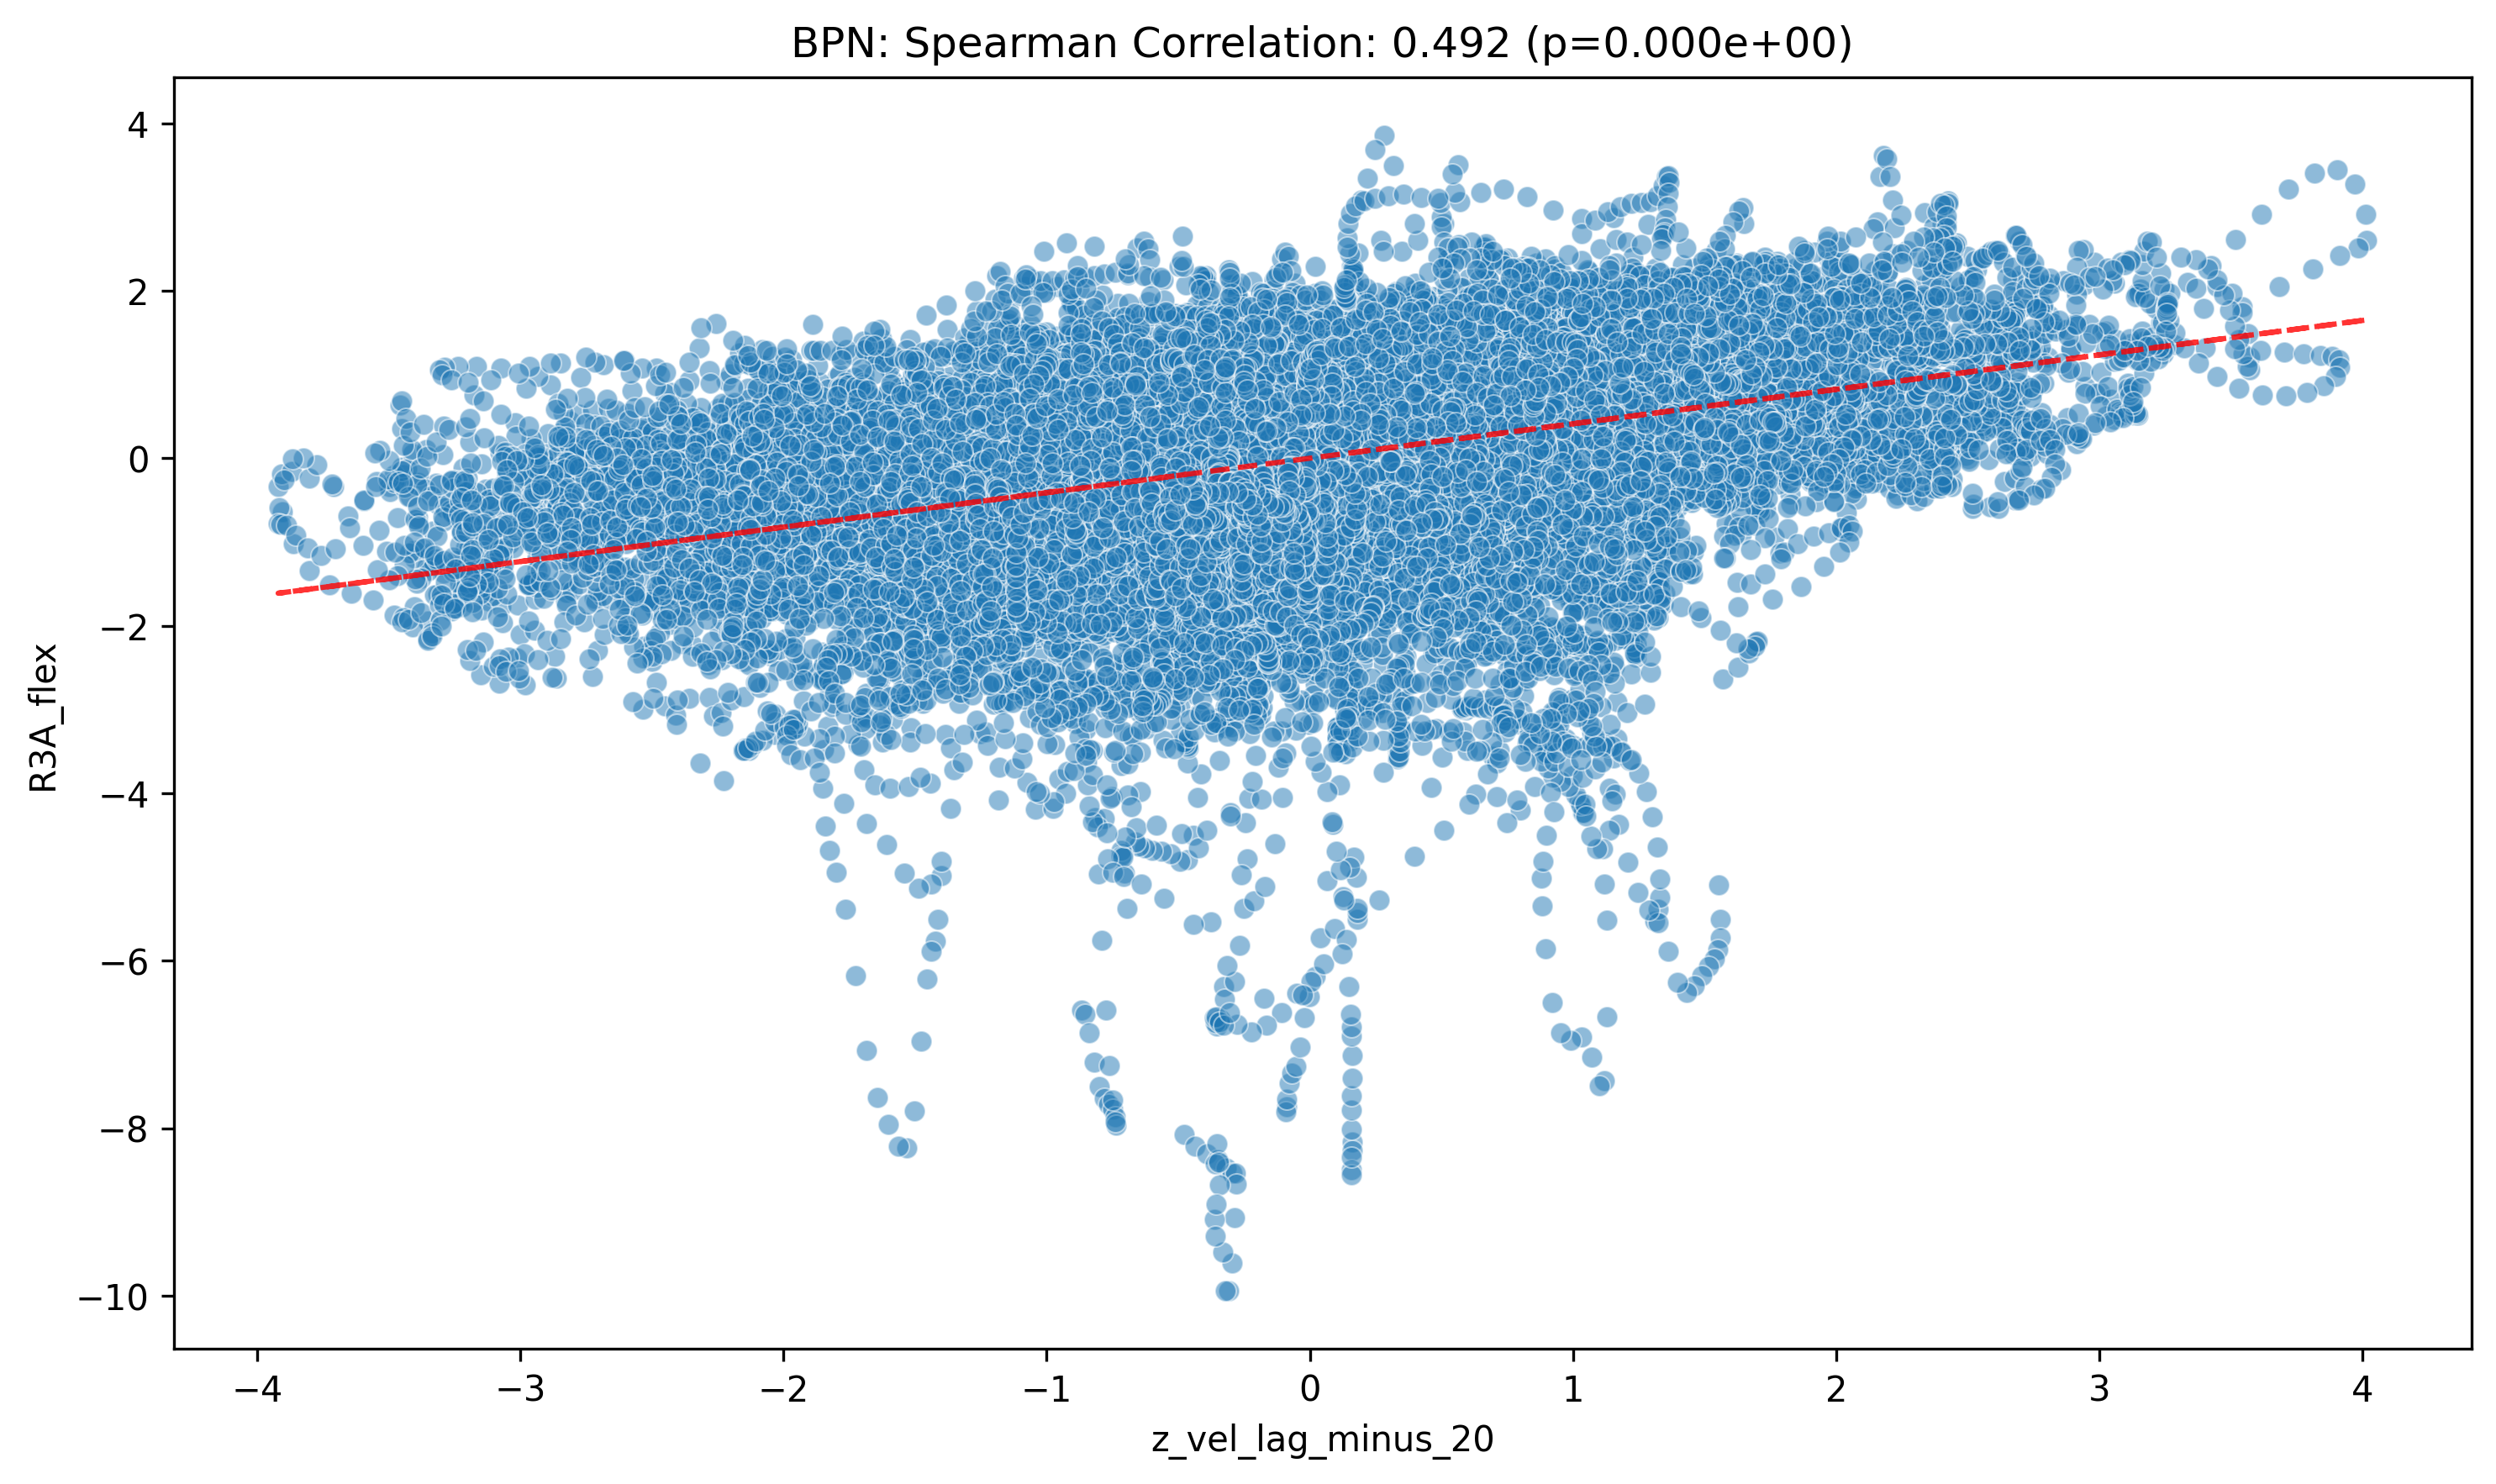 BPN: Spearman Correlation: 0.492 (p=0.000e+00)
R3A_flex
4
2
0
−2
−4
−6
−8
−10
−4 −3 −2 −1 0 1 2 3 4
z_vel_lag_minus_20